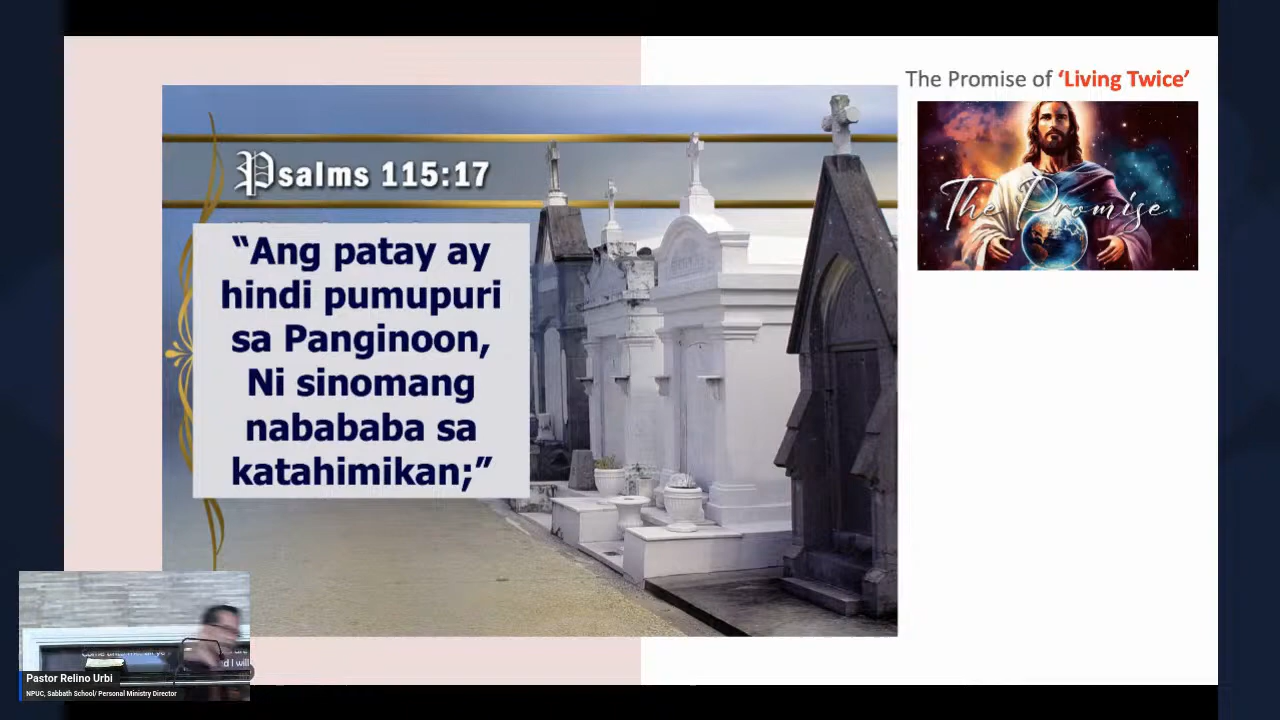 The Promise of ‘Living Twice’
The Promise
Psalms 115:17
“Ang patay ay
hindi pumupuri
sa Panginoon,
Ni sinomang
nabababa sa
katahimikan;”
Pastor Relino Urbi
NPUC, Sabbath School/ Personal Ministry Director